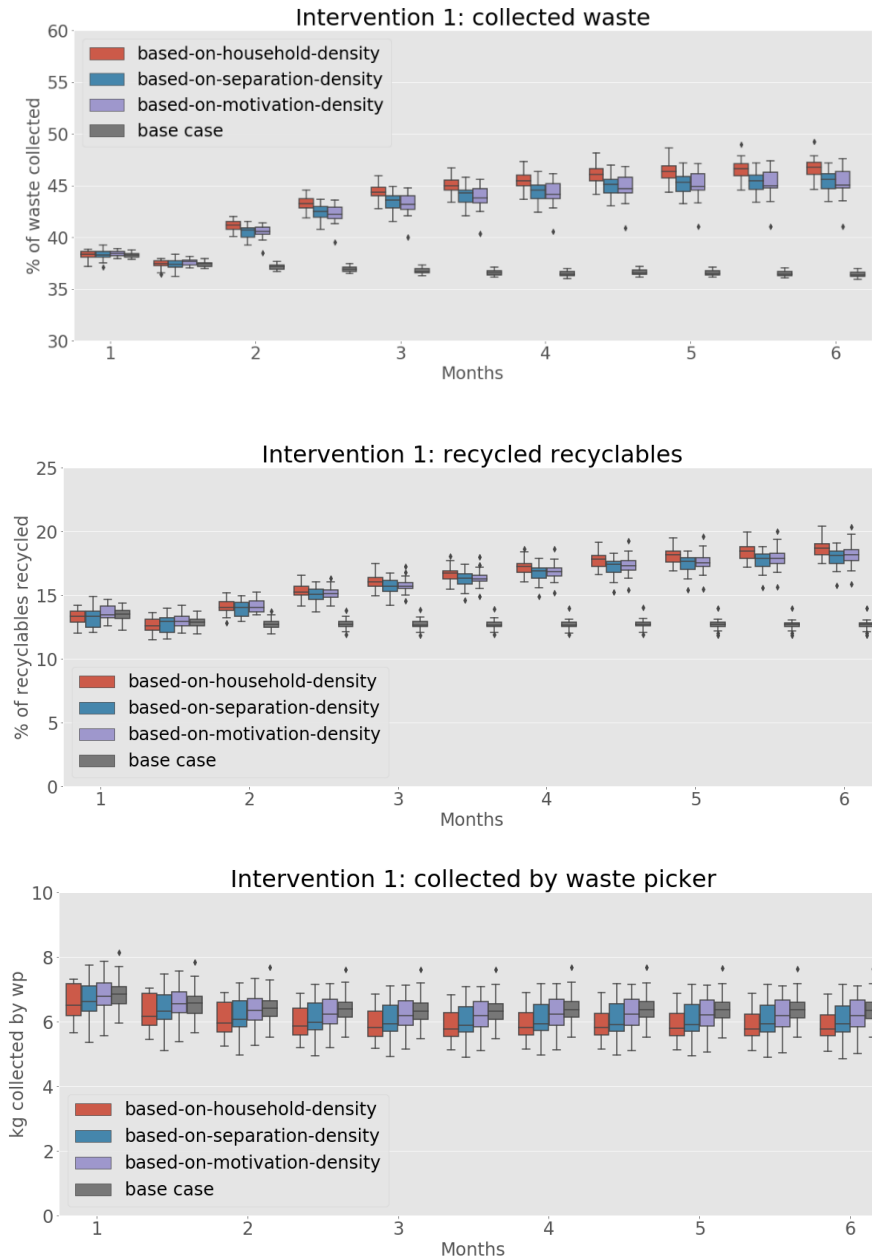 Intervention 1: collected waste
60
55
50
45
40
35
30
% of waste collected
based-on-household-density
based-on-separation-density
based-on-motivation-density
base case
1 2 3 4 5 6
Months
Intervention 1: recycled recyclables
25
20
15
10
5
0
% of recyclables recycled
based-on-household-density
based-on-separation-density
based-on-motivation-density
base case
1 2 3 4 5 6
Months
Intervention 1: collected by waste picker
10
8
6
4
2
0
kg collected by wp
based-on-household-density
based-on-separation-density
based-on-motivation-density
base case
1 2 3 4 5 6
Months